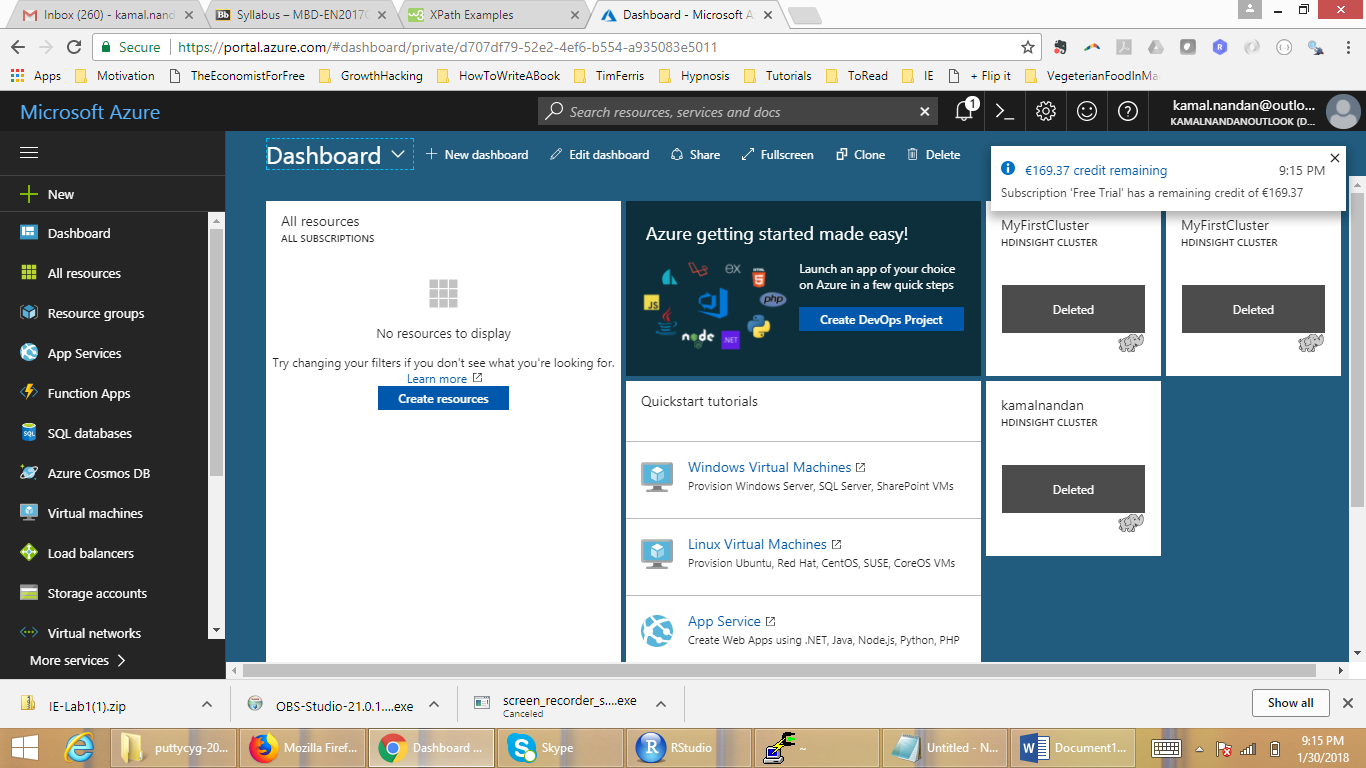 Inbox (260) - kamal.nand
Syllabus – MBD-EN2017O
XPath Examples
Dashboard - Microsoft A
Secure
https://portal.azure.com/#dashboard/private/d707df79-52e2-4ef6-b554-a935083e5011
Apps
Motivation
TheEconomistForFree
GrowthHacking
HowToWriteABook
TimFerris
Hypnosis
Tutorials
ToRead
IE
+ Flip it
VegeterianFoodInMa
Microsoft Azure
Search resources, services and docs
1
kamal.nandan@outlo...
KAMALNANDANOUTLOOK (D...
Dashboard
New dashboard
Edit dashboard
Share
Fullscreen
Clone
Delete
€169.37 credit remaining
9:15 PM
Subscription 'Free Trial' has a remaining credit of €169.37
New
Dashboard
All resources
Resource groups
App Services
Function Apps
SQL databases
Azure Cosmos DB
Virtual machines
Load balancers
Storage accounts
Virtual networks
More services
All resources
ALL SUBSCRIPTIONS
No resources to display
Try changing your filters if you don't see what you're looking for.
Learn more
Create resources
Azure getting started made easy!
Launch an app of your choice
on Azure in a few quick steps
Create DevOps Project
EX
HTML
5
JS
php
node
.NET
Quickstart tutorials
Windows Virtual Machines
Provision Windows Server, SQL Server, SharePoint VMs
Linux Virtual Machines
Provision Ubuntu, Red Hat, CentOS, SUSE, CoreOS VMs
App Service
Create Web Apps using .NET, Java, Node.js, Python, PHP
MyFirstCluster
HDINSIGHT CLUSTER
Deleted
MyFirstCluster
HDINSIGHT CLUSTER
Deleted
kamalnandan
HDINSIGHT CLUSTER
Deleted
IE-Lab1(1).zip
OBS-Studio-21.0.1....exe
screen_recorder_s....exe
Canceled
Show all
puttycyg-20...
Mozilla Firef...
Dashboard ...
Skype
RStudio
~
Untitled - N...
Document1...
9:15 PM
1/30/2018